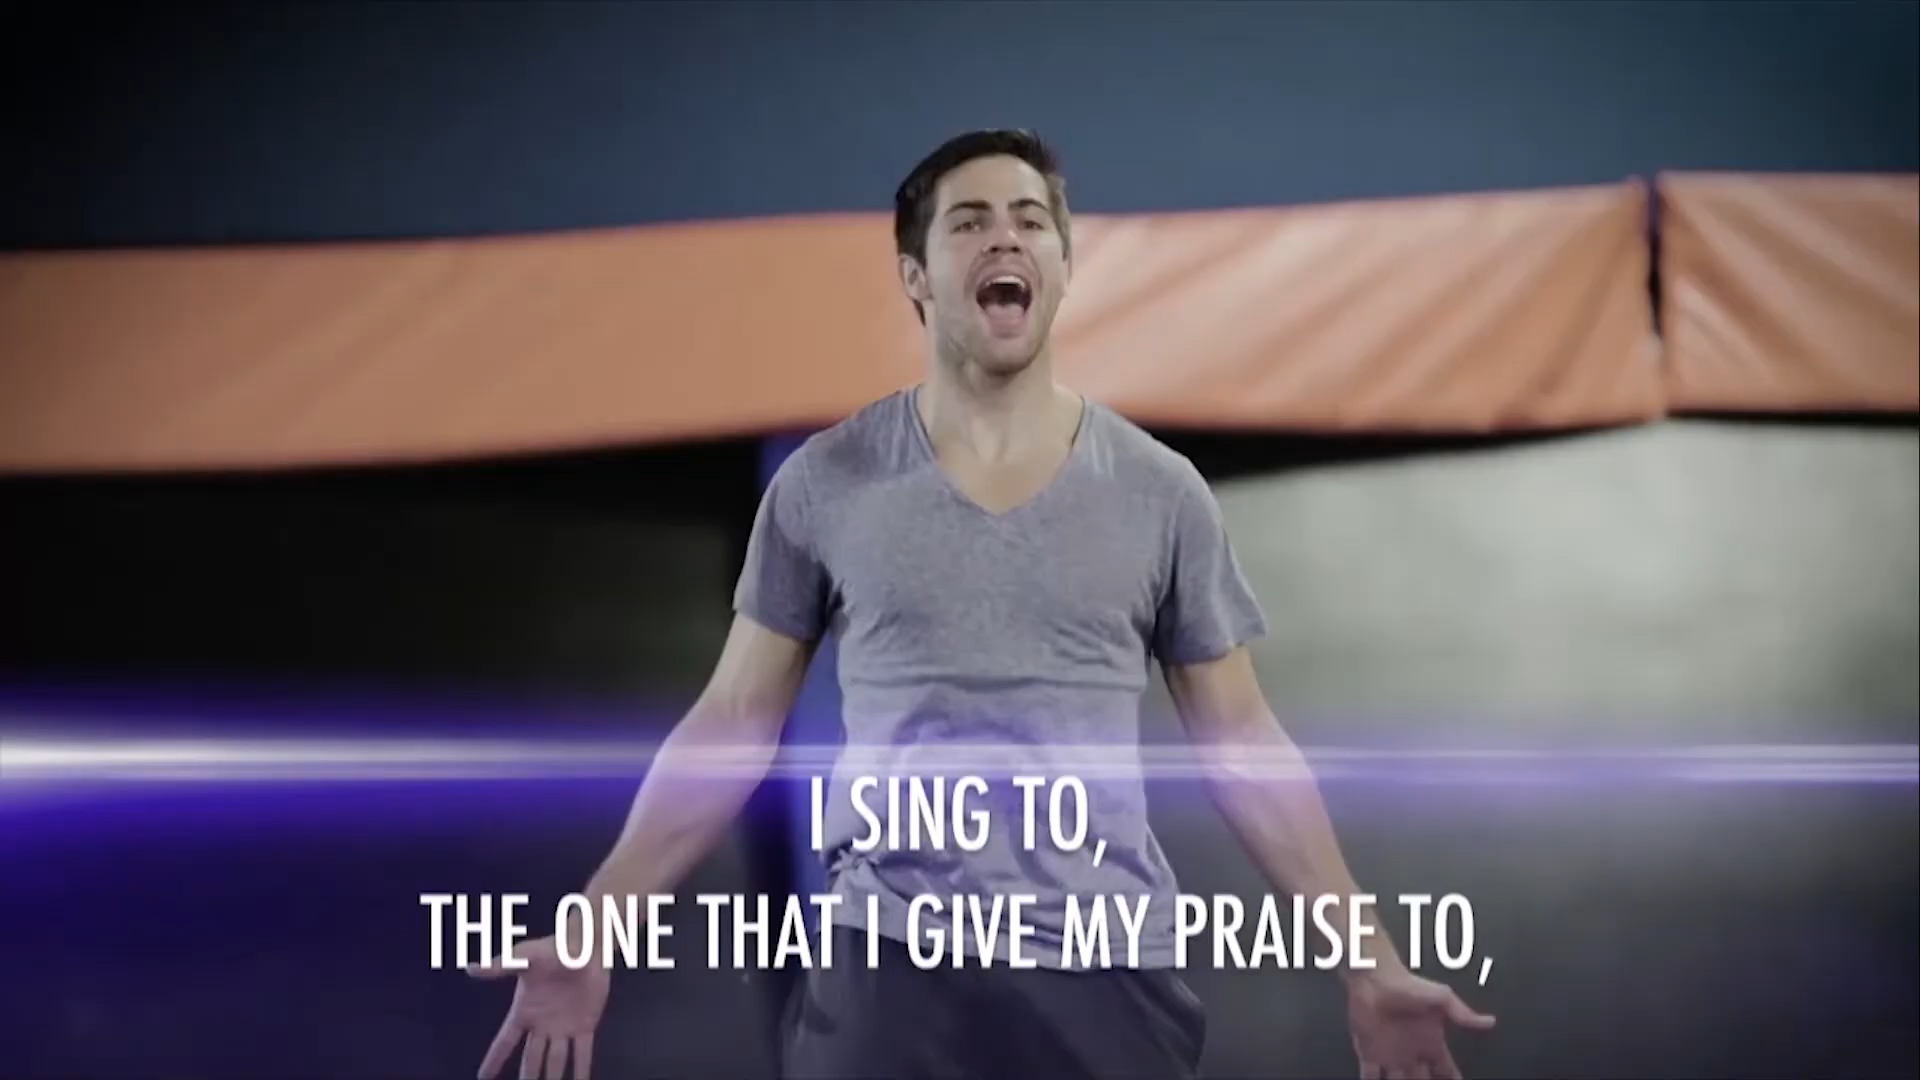 I SING TO,
THE ONE THAT I GIVE MY PRAISE TO,